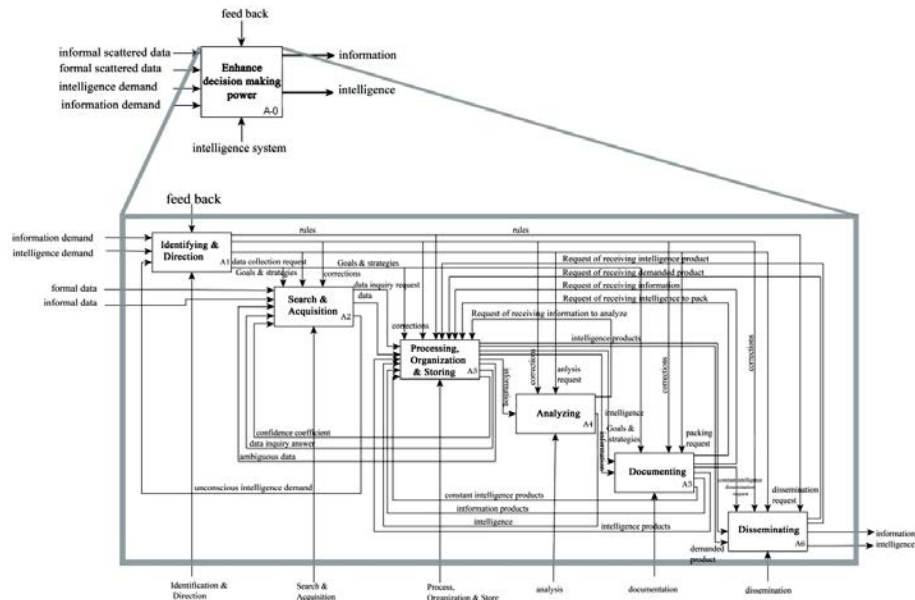 feed back
informal scattered data
formal scattered data
intelligence demand
information demand
Enhance
decision making
power
A-0
information
intelligence
intelligence system
feed back
information demand
intelligence demand
Identifying &
Direction
A1
rules
rules
data collection request
Goals & strategies
Goals & strategies
corrections
Request of receiving intelligence product
Request of receiving demanded product
Request of receiving information
Request of receiving intelligence to pack
Request of receiving information to analyze
formal data
informal data
Search &
Acquisition
A2
data inquiry request
data
corrections
intelligence products
Processing,
Organization
& Storing
A3
information
corrections
anlysis
request
corrections
corrections
Analyzing
A4
intelligence
Goals &
strategies
information
packing
request
confidence coefficient
data inquiry answer
ambiguous data
unconscious intelligence demand
Documenting
A5
constant intelligence
dissemination
request
dissemination
request
constant intelligence products
intformation products
intelligence
intelligence products
Disseminating
A6
demanded
product
information
intelligence
Identification &
Direction
Search &
Acquisition
Process,
Organization & Store
analysis
documentation
dissemination